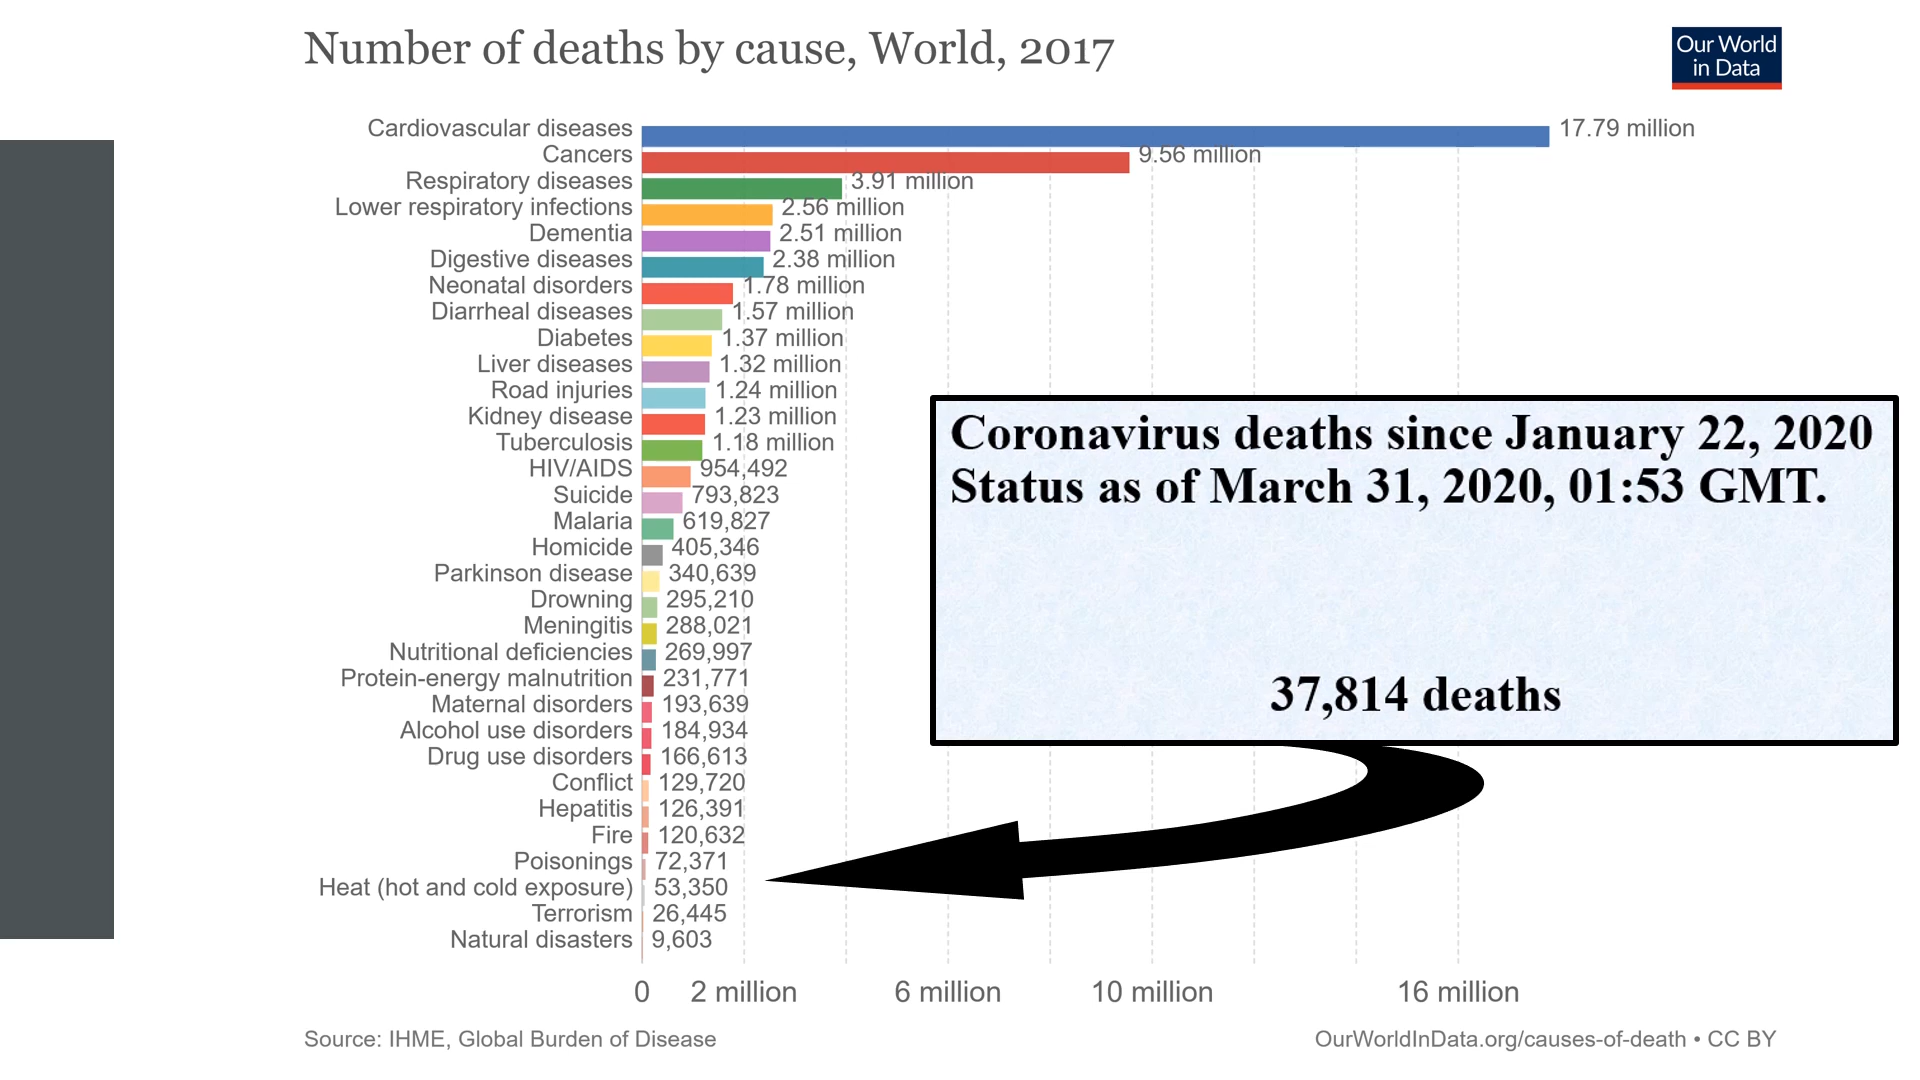 Number of deaths by cause, World, 2017
Our World
in Data
Cardiovascular diseases 17.79 million
Cancers 9.56 million
Respiratory diseases 3.91 million
Lower respiratory infections 2.56 million
Dementia 2.51 million
Digestive diseases 2.38 million
Neonatal disorders 1.78 million
Diarrheal diseases 1.57 million
Diabetes 1.37 million
Liver diseases 1.32 million
Road injuries 1.24 million
Kidney disease 1.23 million
Tuberculosis 1.18 million
HIV/AIDS 954,492
Suicide 793,823
Malaria 619,827
Homicide 405,346
Parkinson disease 340,639
Drowning 295,210
Meningitis 288,021
Nutritional deficiencies 269,997
Protein-energy malnutrition 231,771
Maternal disorders 193,639
Alcohol use disorders 184,934
Drug use disorders 166,613
Conflict 129,720
Hepatitis 126,391
Fire 120,632
Poisonings 72,371
Heat (hot and cold exposure) 53,350
Terrorism 26,445
Natural disasters 9,603
0 2 million 6 million 10 million 16 million
Coronavirus deaths since January 22, 2020
Status as of March 31, 2020, 01:53 GMT.
37,814 deaths
Source: IHME, Global Burden of Disease
OurWorldInData.org/causes-of-death • CC BY